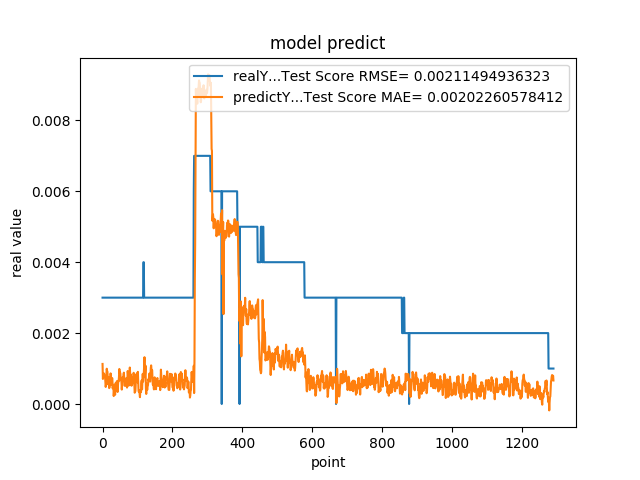 model predict
realY...Test Score RMSE= 0.00211494936323
predictY...Test Score MAE= 0.00202260578412
real value
0.008
0.006
0.004
0.002
0.000
0 200 400 600 800 1000 1200
point